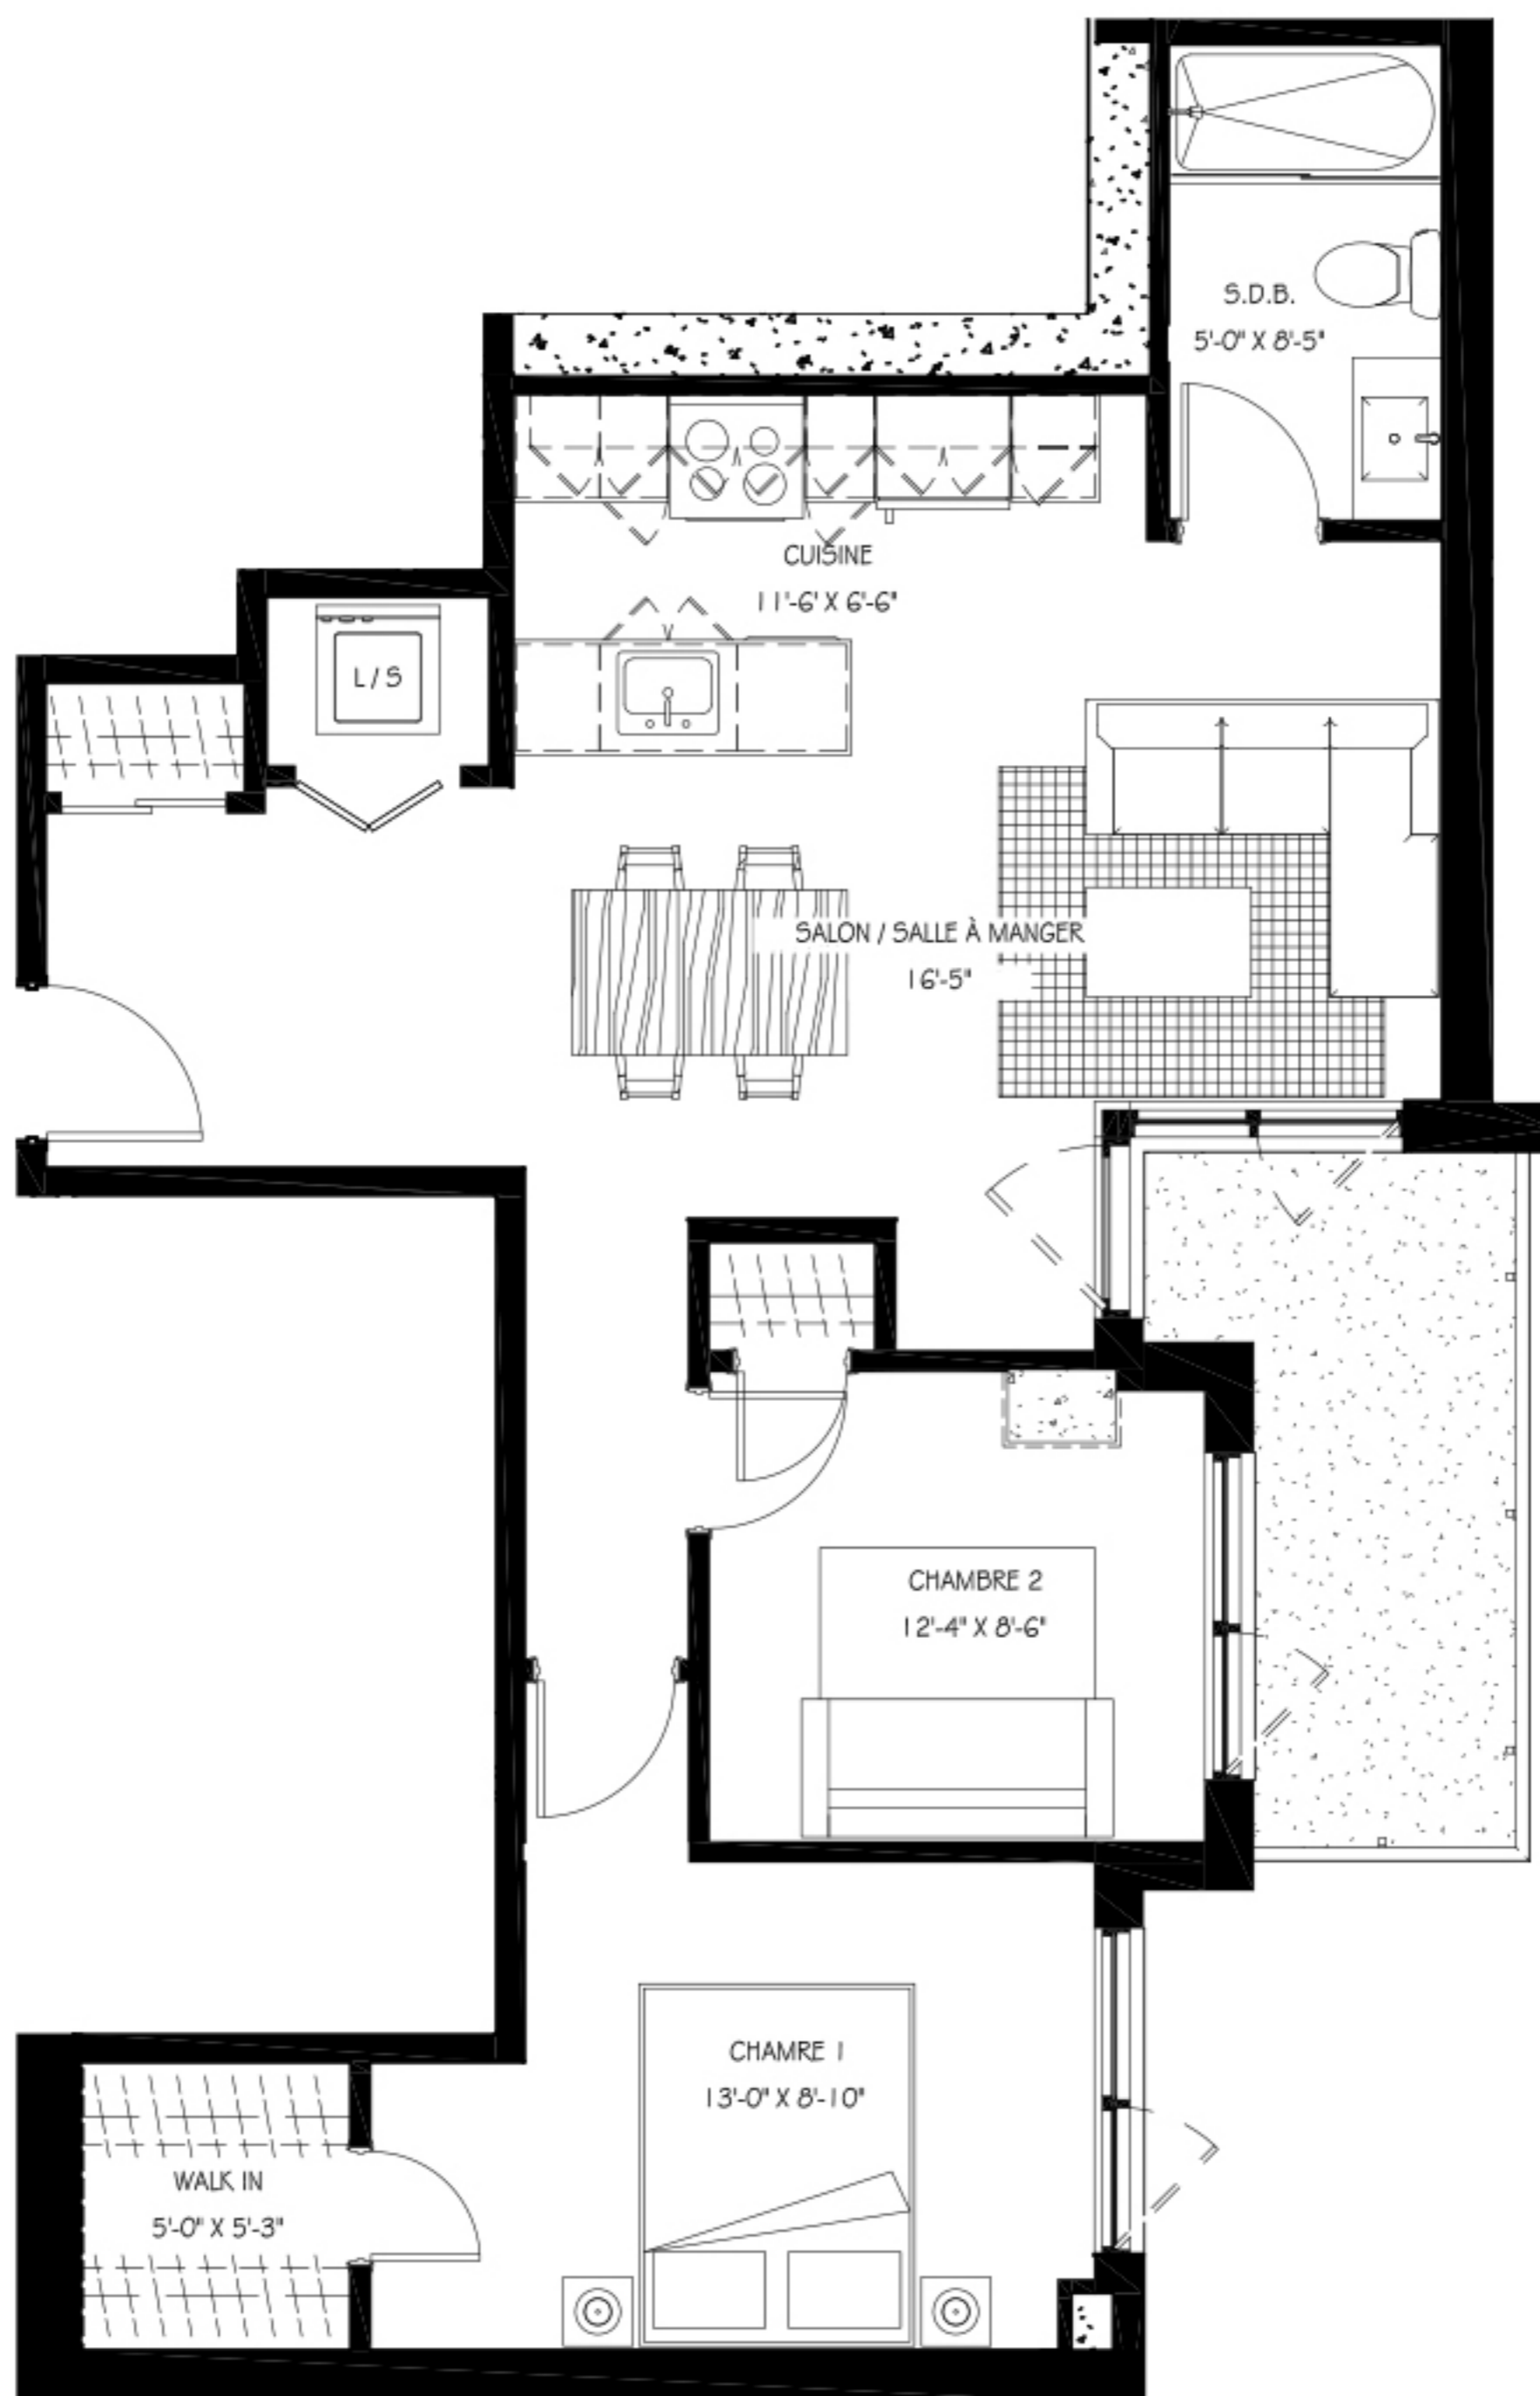 S.D.B.
5'-0" X 8'-5"
CUISINE
11'-6' X 6'-6"
L / S
SALON / SALLE À MANGER
16'-5"
CHAMBRE 2
12'-4" X 8'-6"
CHAMRE 1
13'-0" X 8'-10"
WALK IN
5'-0" X 5'-3"